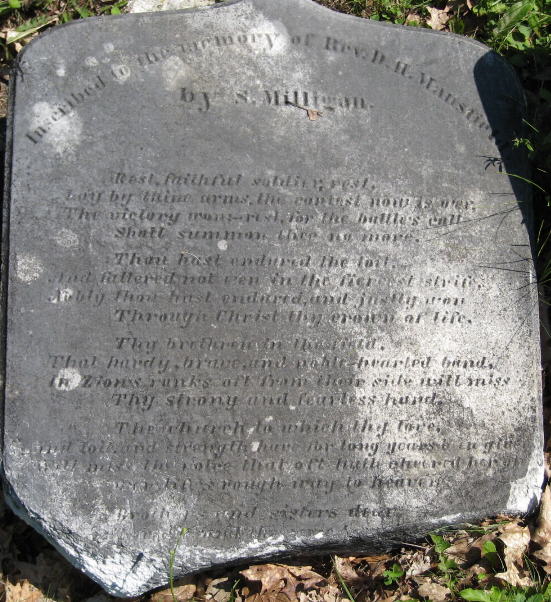 Inscribed to the memory of Rev. D. H. Mansfield
by S. Milligan.
Rest, faithful soldier, rest,
Lay by thine arms, the contest now is oer,
The victory won—rest, for the battles call
Shall summon thee no more.
Thou hast endured the toil,
And faltered not een in the fiercest strife,
Nobly thou hast endured, and justly won
Through Christ thy crown of life.
Thy brethren in the field,
That hardy, brave, and noble-hearted band,
In Zions ranks oft from their side will miss
Thy strong and fearless hand,
The church to which thy love,
And toil, and strength have for long years been
Will miss the voice that oft hath cheered her
life's rough way to heaven,
Brothers and sisters dear